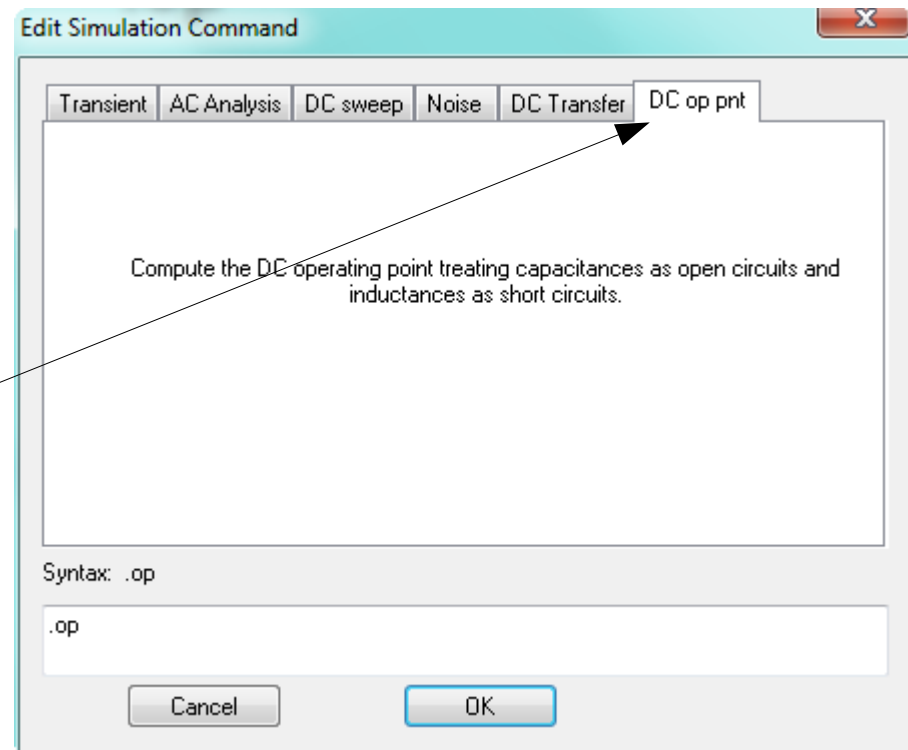 Edit Simulation Command
X
Transient AC Analysis DC sweep Noise DC Transfer DC op pnt
Compute the DC operating point treating capacitances as open circuits and
inductances as short circuits.
Syntax: .op
.op
Cancel OK